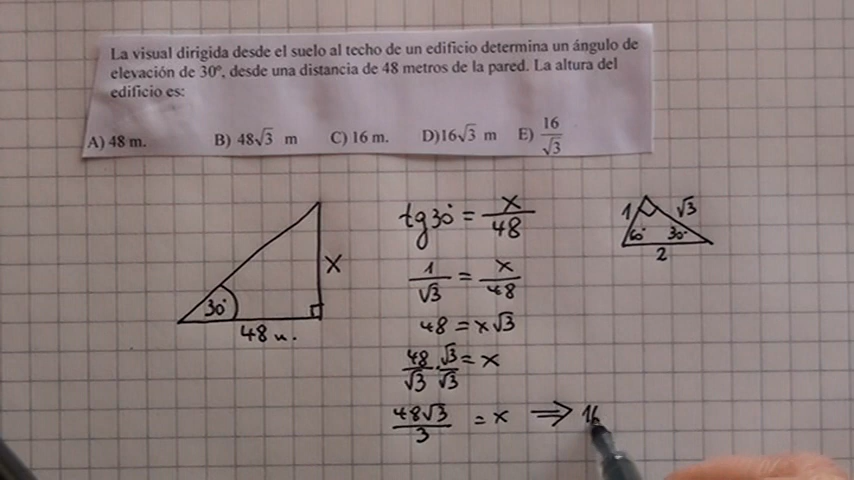 La visual dirigida desde el suelo al techo de un edificio determina un ángulo de
elevación de 30º, desde una distancia de 48 metros de la pared. La altura del
edificio es:
A) 48 m. B) 48√3 m C) 16 m. D)16√3 m E) 16/√3
30° 48 m. X
tg30° = x/48
1/√3 = x/48
48 = x√3
48/√3 · √3/√3 = x
48√3/3 = x ⟹ 16
1 √3
60° 30°
2